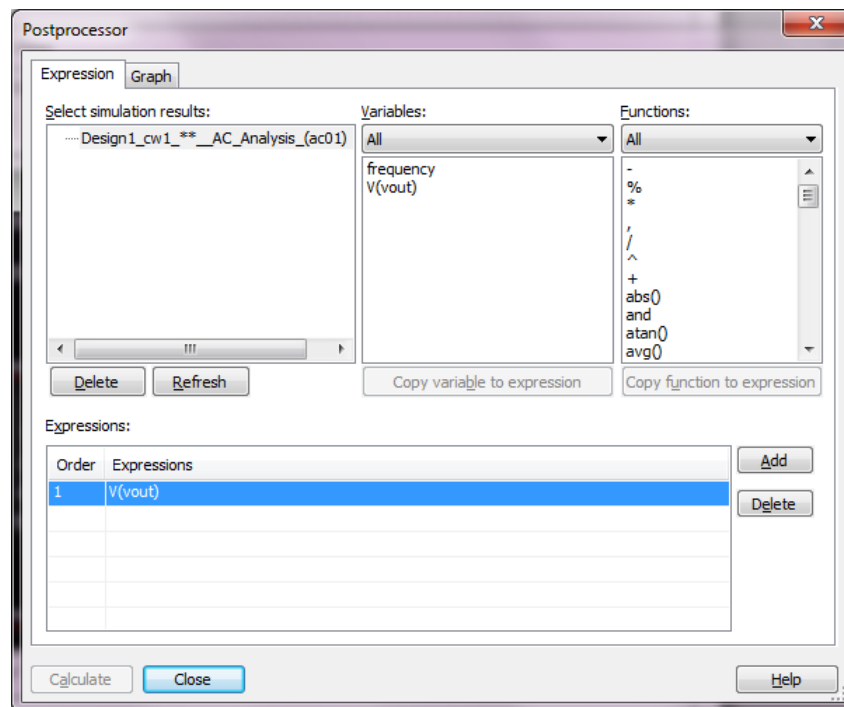 Postprocessor
Expression Graph
Select simulation results:
Design1_cw1_**__AC_Analysis_(ac01)
Delete Refresh
Variables:
All
frequency
V(vout)
Copy variable to expression
Functions:
All
-
%
*
,
/
^
+
abs()
and
atan()
avg()
Copy function to expression
Expressions:
Order Expressions
1 V(vout)
Add
Delete
Calculate Close Help